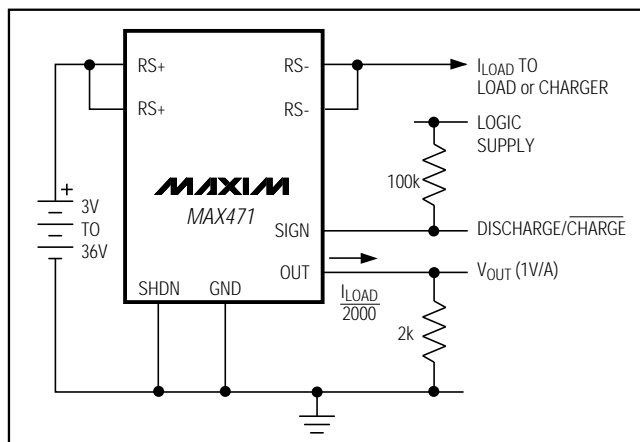 RS+
RS-
I_LOAD TO
LOAD or CHARGER
RS+
RS-
LOGIC
SUPPLY
100k
MAXIM
MAX471
+
3V
TO
36V
SIGN
DISCHARGE/C̅H̅A̅R̅G̅E̅
OUT
V_OUT (1V/A)
SHDN
GND
I_LOAD
2000
2k